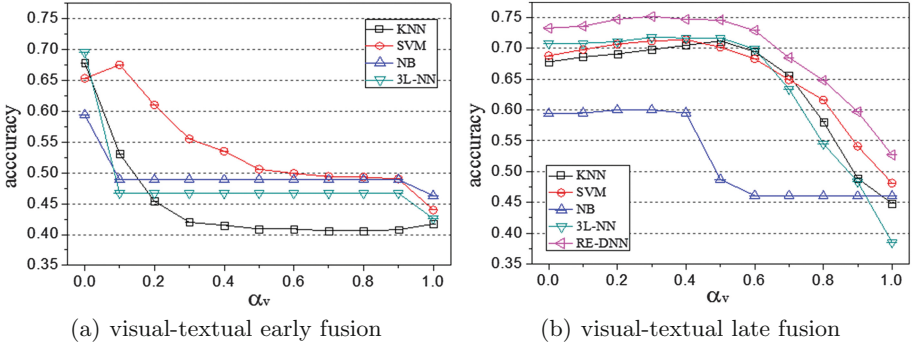 0.75
0.70
0.65
0.60
0.55
0.50
0.45
0.40
0.35
acccuracy
KNN
SVM
NB
3L-NN
0.0 0.2 0.4 0.6 0.8 1.0
αv
(a) visual-textual early fusion
0.75
0.70
0.65
0.60
0.55
0.50
0.45
0.40
0.35
acccuracy
KNN
SVM
NB
3L-NN
RE-DNN
0.0 0.2 0.4 0.6 0.8 1.0
αv
(b) visual-textual late fusion